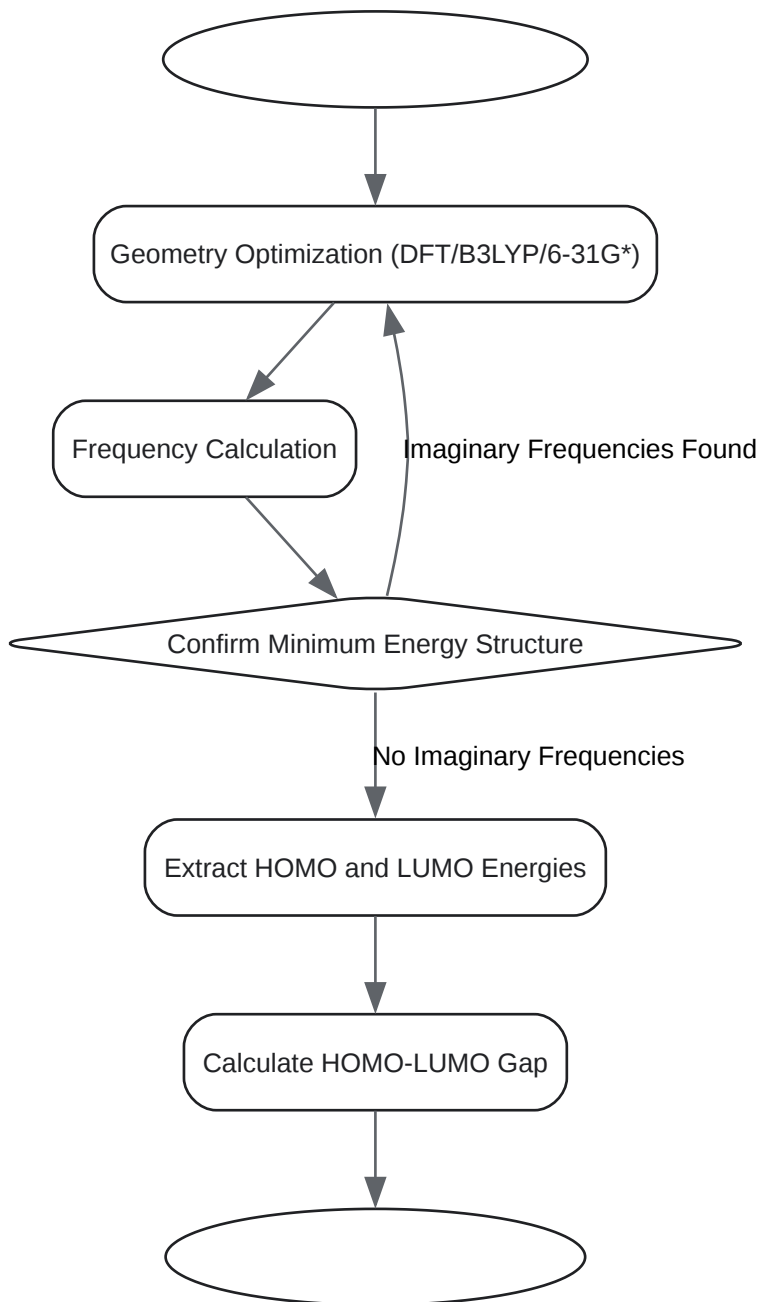 Geometry Optimization (DFT/B3LYP/6-31G*)
Frequency Calculation
Imaginary Frequencies Found
Confirm Minimum Energy Structure
No Imaginary Frequencies
Extract HOMO and LUMO Energies
Calculate HOMO-LUMO Gap